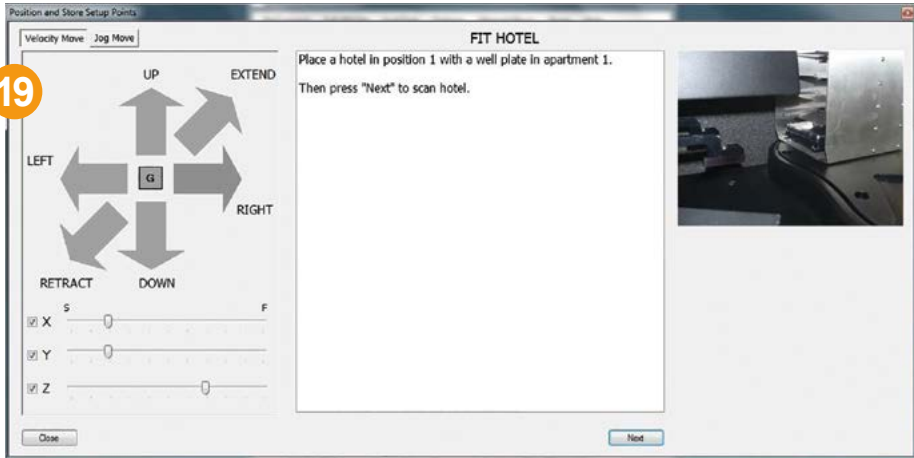 Position and Store Setup Points
Velocity Move Jog Move
FIT HOTEL
19
UP
EXTEND
LEFT
G
RIGHT
RETRACT
DOWN
S F
X
Y
Z
Place a hotel in position 1 with a well plate in apartment 1.
Then press "Next" to scan hotel.
Close
Next